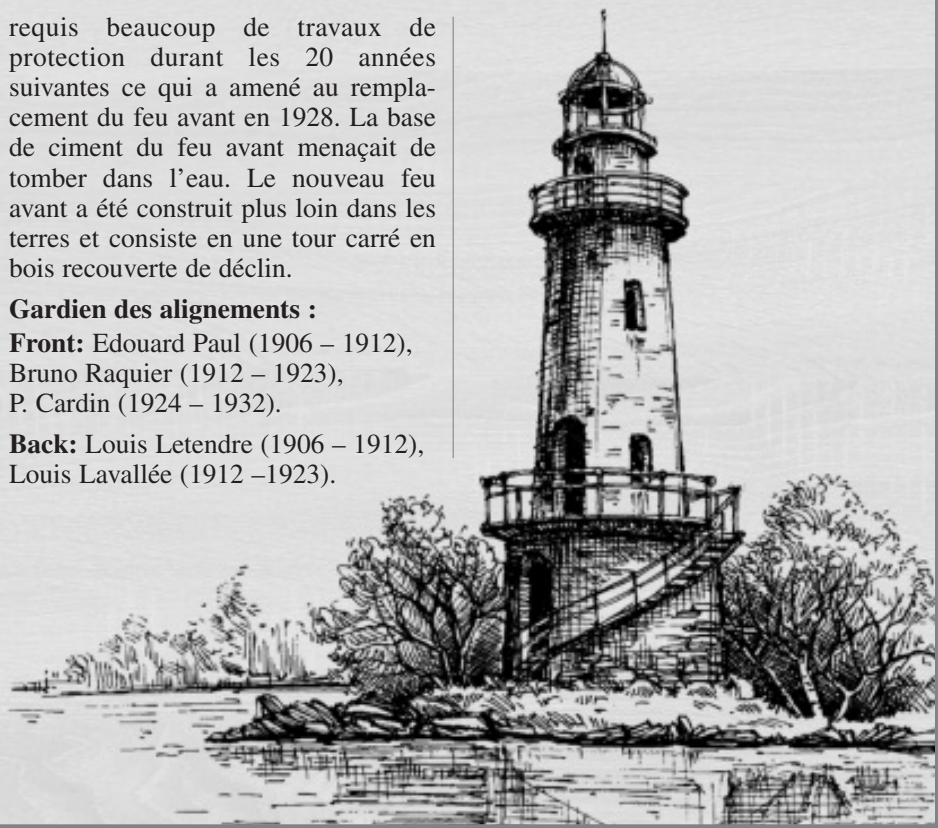 requis beaucoup de travaux de
protection durant les 20 années
suivantes ce qui a amené au rempla-
cement du feu avant en 1928. La base
de ciment du feu avant menaçait de
tomber dans l’eau. Le nouveau feu
avant a été construit plus loin dans les
terres et consiste en une tour carré en
bois recouverte de déclin.
Gardien des alignements :
Front: Edouard Paul (1906 – 1912),
Bruno Raquier (1912 – 1923),
P. Cardin (1924 – 1932).
Back: Louis Letendre (1906 – 1912),
Louis Lavallée (1912 –1923).